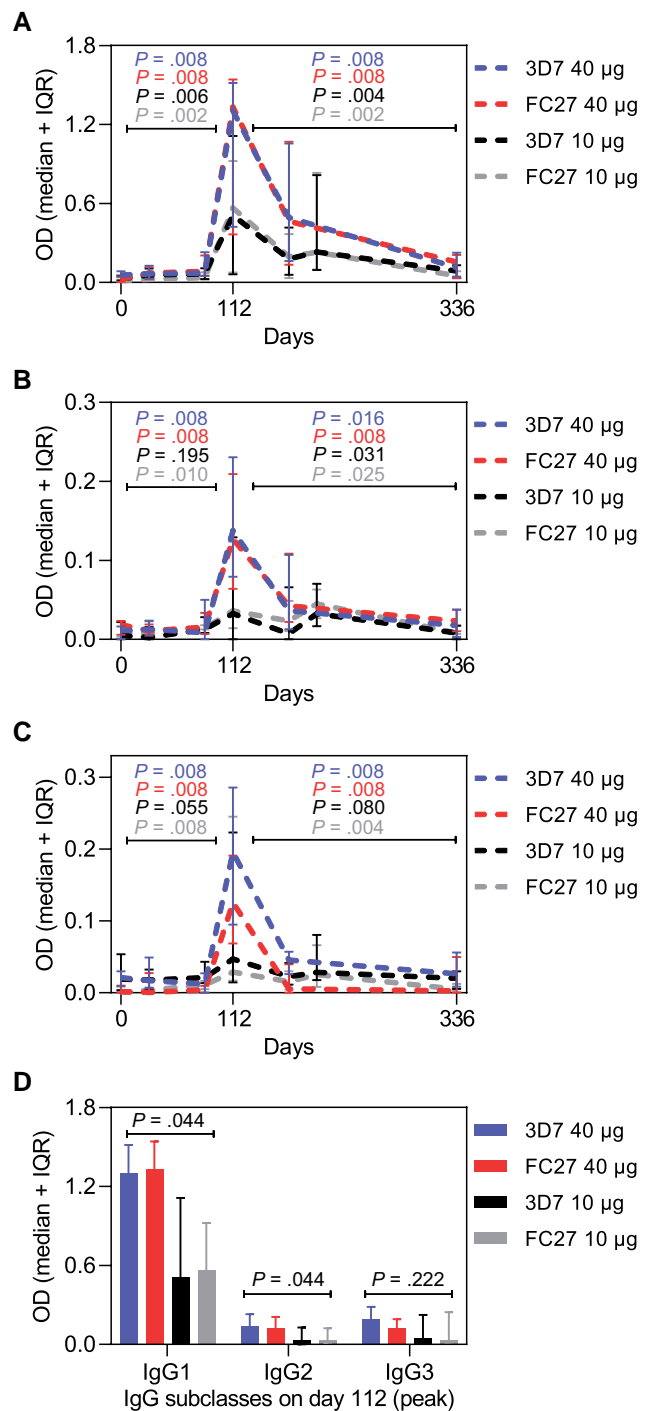 A
OD (median + IQR)
1.8
1.2
0.6
0.0
P = .008
P = .008
P = .006
P = .002
P = .008
P = .008
P = .004
P = .002
0
112
336
Days
3D7 40 µg
FC27 40 µg
3D7 10 µg
FC27 10 µg
B
OD (median + IQR)
0.3
0.2
0.1
0.0
P = .008
P = .008
P = .195
P = .010
P = .016
P = .008
P = .031
P = .025
0
112
336
Days
3D7 40 µg
FC27 40 µg
3D7 10 µg
FC27 10 µg
C
OD (median + IQR)
0.3
0.2
0.1
0.0
P = .008
P = .008
P = .055
P = .008
P = .008
P = .008
P = .080
P = .004
0
112
336
Days
3D7 40 µg
FC27 40 µg
3D7 10 µg
FC27 10 µg
D
OD (median + IQR)
1.8
1.2
0.6
0.0
P = .044
P = .044
P = .222
IgG1
IgG2
IgG3
IgG subclasses on day 112 (peak)
3D7 40 µg
FC27 40 µg
3D7 10 µg
FC27 10 µg